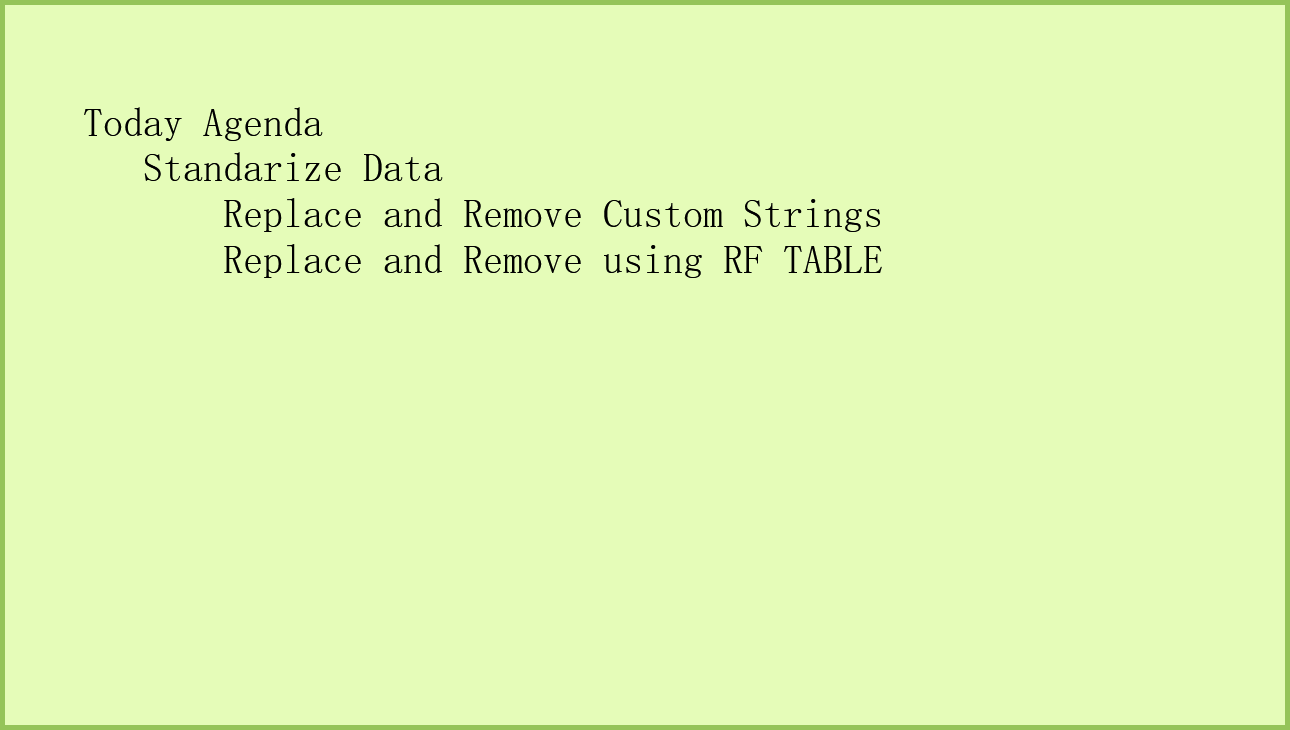 Today Agenda
Standarize Data
Replace and Remove Custom Strings
Replace and Remove using RF TABLE